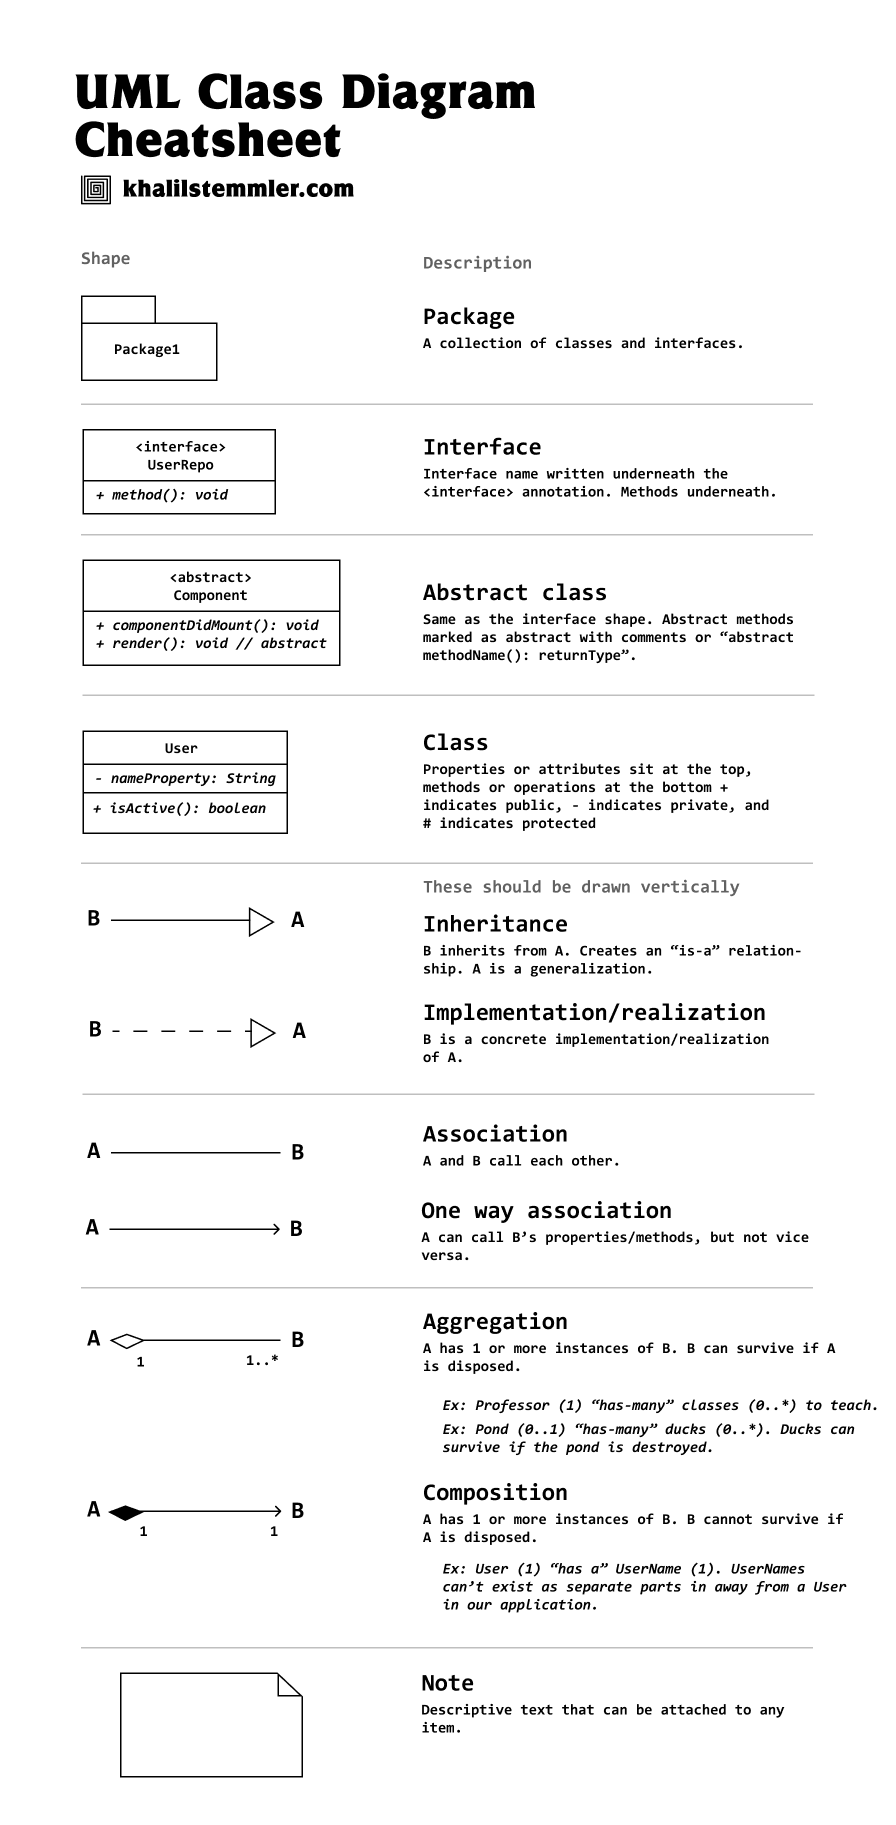 UML Class Diagram
Cheatsheet
khalilstemmler.com
Shape
Description
Package1
Package
A collection of classes and interfaces.
<interface>
UserRepo
+ method(): void
Interface
Interface name written underneath the
<interface> annotation. Methods underneath.
<abstract>
Component
+ componentDidMount(): void
+ render(): void // abstract
Abstract class
Same as the interface shape. Abstract methods
marked as abstract with comments or “abstract
methodName(): returnType”.
User
- nameProperty: String
+ isActive(): boolean
Class
Properties or attributes sit at the top,
methods or operations at the bottom +
indicates public, - indicates private, and
# indicates protected
These should be drawn vertically
B A
Inheritance
B inherits from A. Creates an “is-a” relation-
ship. A is a generalization.
B A
Implementation/realization
B is a concrete implementation/realization
of A.
A B
Association
A and B call each other.
A B
One way association
A can call B’s properties/methods, but not vice
versa.
A B
1 1..*
Aggregation
A has 1 or more instances of B. B can survive if A
is disposed.
Ex: Professor (1) “has-many” classes (0..*) to teach.
Ex: Pond (0..1) “has-many” ducks (0..*). Ducks can
survive if the pond is destroyed.
A B
1 1
Composition
A has 1 or more instances of B. B cannot survive if
A is disposed.
Ex: User (1) “has a” UserName (1). UserNames
can’t exist as separate parts in away from a User
in our application.
Note
Descriptive text that can be attached to any
item.